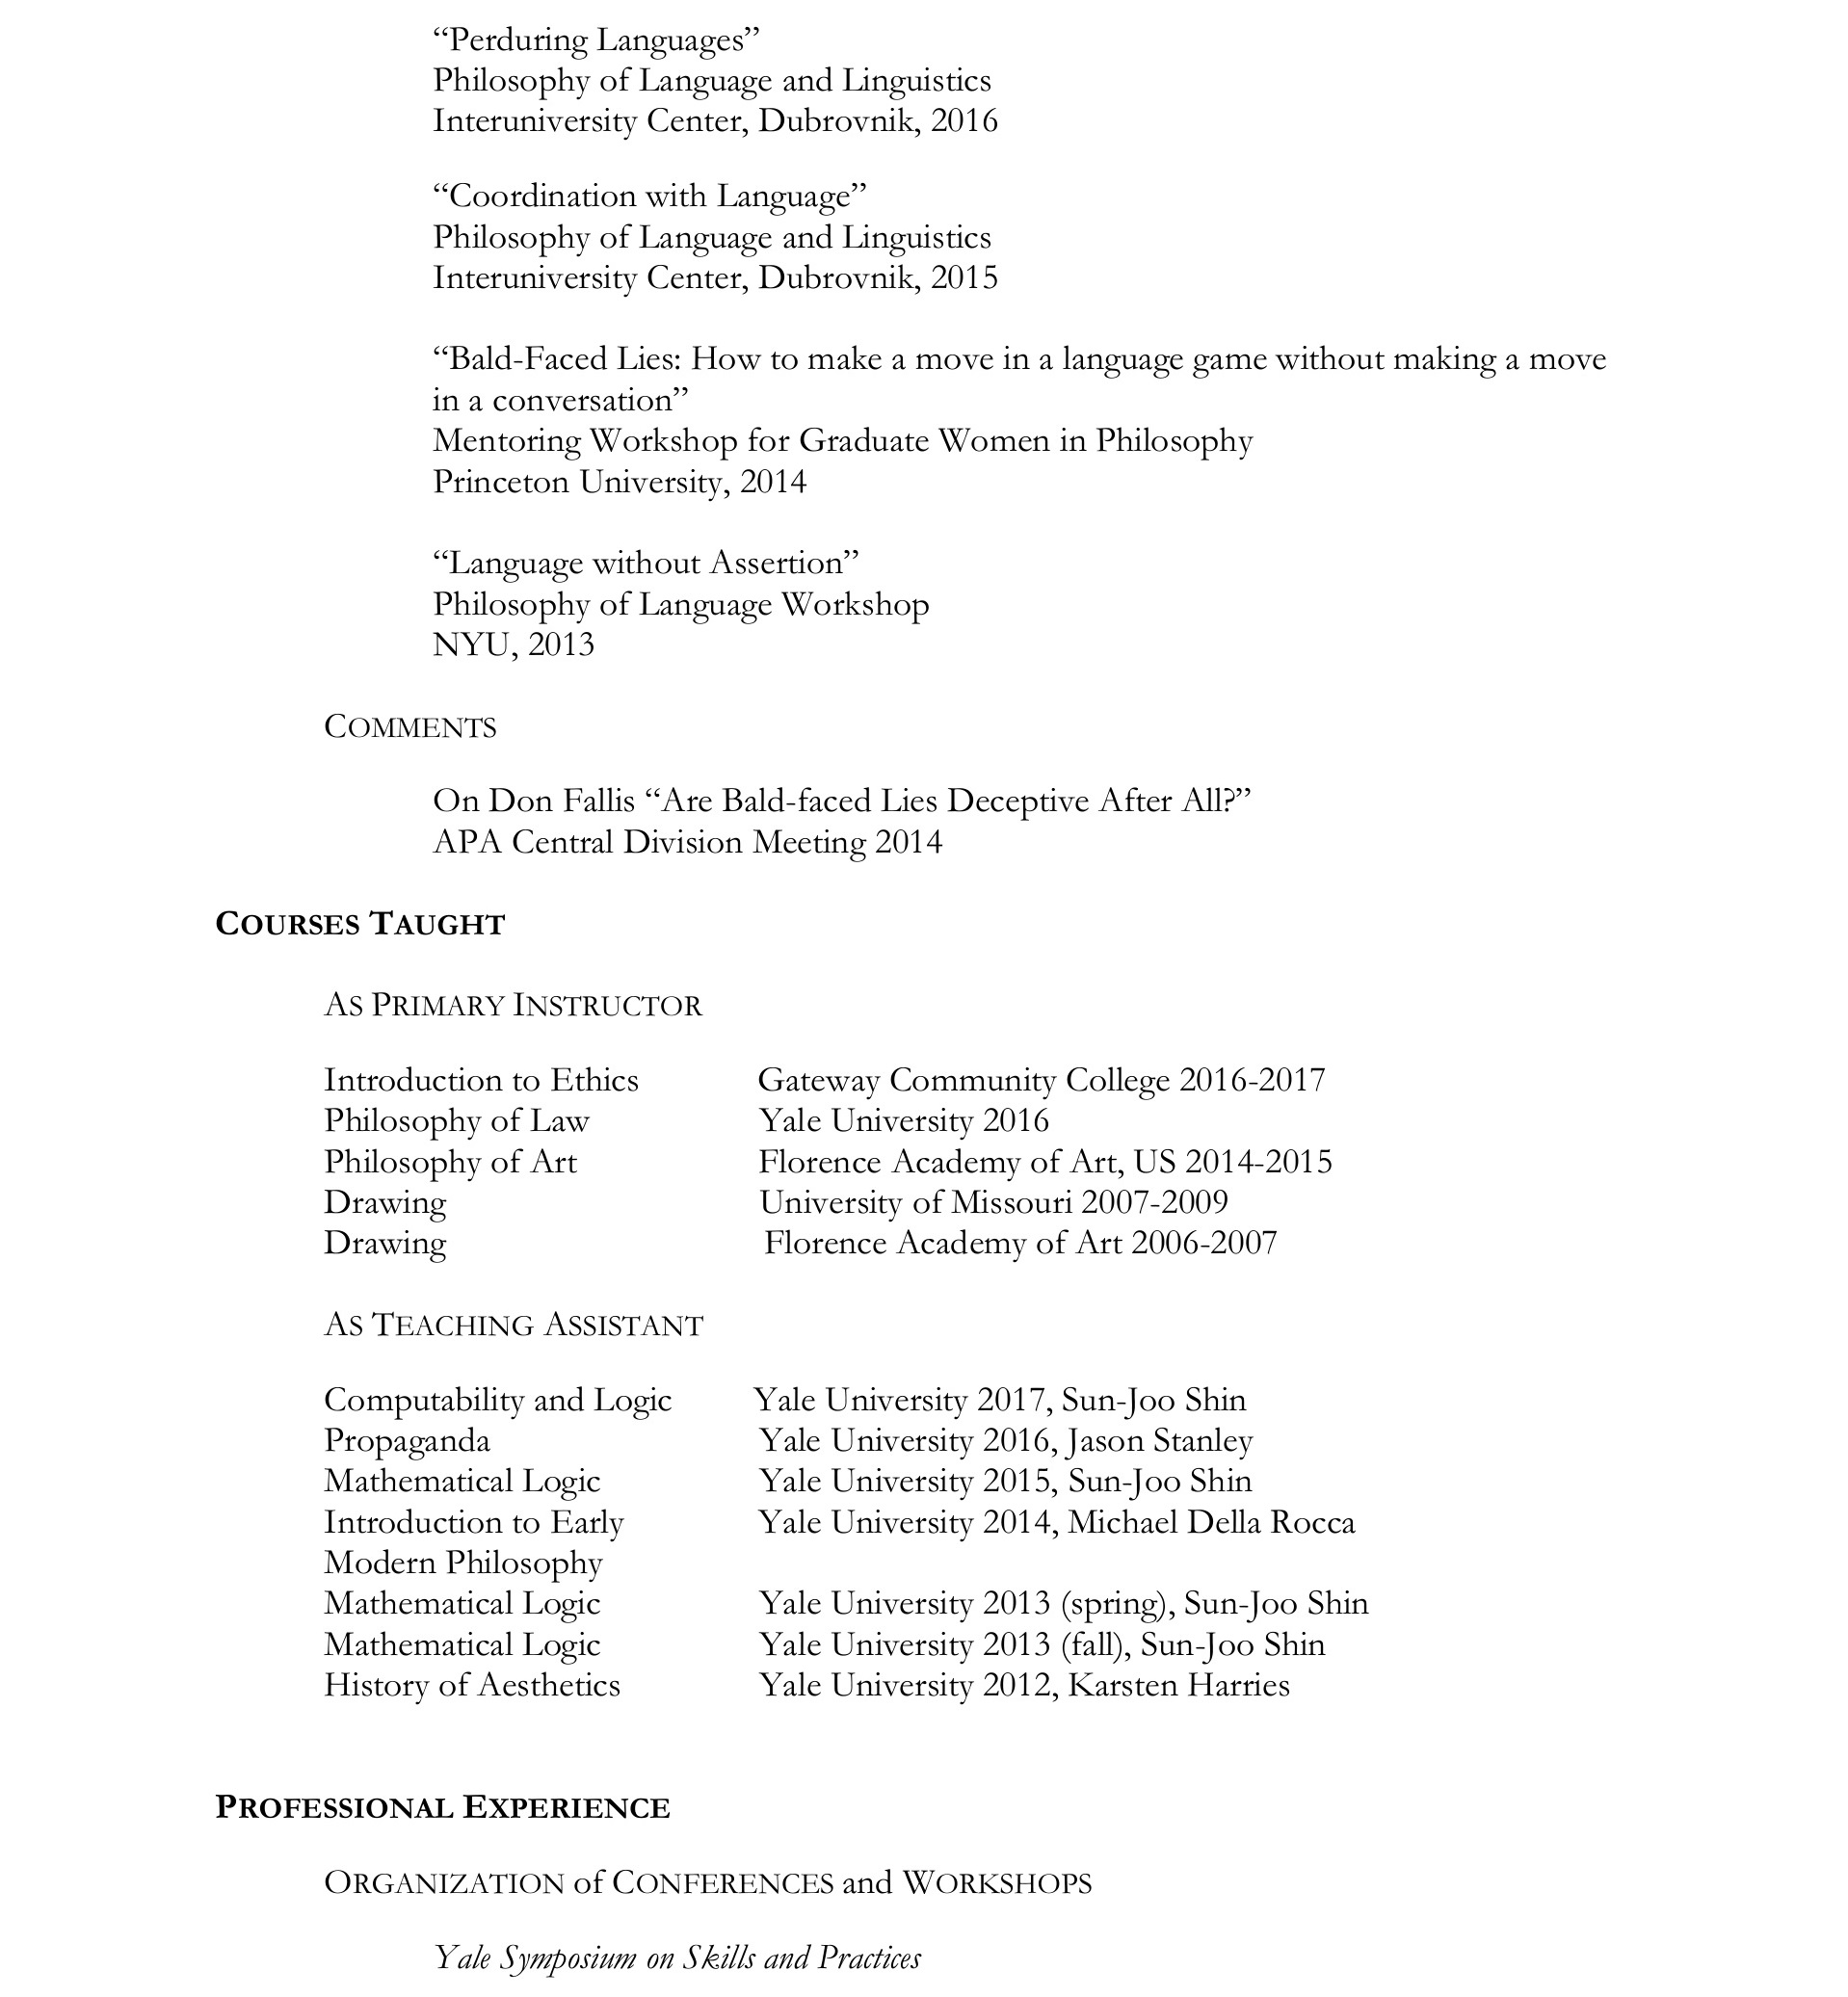 “Perduring Languages”
Philosophy of Language and Linguistics
Interuniversity Center, Dubrovnik, 2016
“Coordination with Language”
Philosophy of Language and Linguistics
Interuniversity Center, Dubrovnik, 2015
“Bald-Faced Lies: How to make a move in a language game without making a move
in a conversation”
Mentoring Workshop for Graduate Women in Philosophy
Princeton University, 2014
“Language without Assertion”
Philosophy of Language Workshop
NYU, 2013
COMMENTS
On Don Fallis “Are Bald-faced Lies Deceptive After All?”
APA Central Division Meeting 2014
COURSES TAUGHT
AS PRIMARY INSTRUCTOR
Introduction to Ethics Gateway Community College 2016-2017
Philosophy of Law Yale University 2016
Philosophy of Art Florence Academy of Art, US 2014-2015
Drawing University of Missouri 2007-2009
Drawing Florence Academy of Art 2006-2007
AS TEACHING ASSISTANT
Computability and Logic Yale University 2017, Sun-Joo Shin
Propaganda Yale University 2016, Jason Stanley
Mathematical Logic Yale University 2015, Sun-Joo Shin
Introduction to Early Yale University 2014, Michael Della Rocca
Modern Philosophy
Mathematical Logic Yale University 2013 (spring), Sun-Joo Shin
Mathematical Logic Yale University 2013 (fall), Sun-Joo Shin
History of Aesthetics Yale University 2012, Karsten Harries
PROFESSIONAL EXPERIENCE
ORGANIZATION of CONFERENCES and WORKSHOPS
Yale Symposium on Skills and Practices